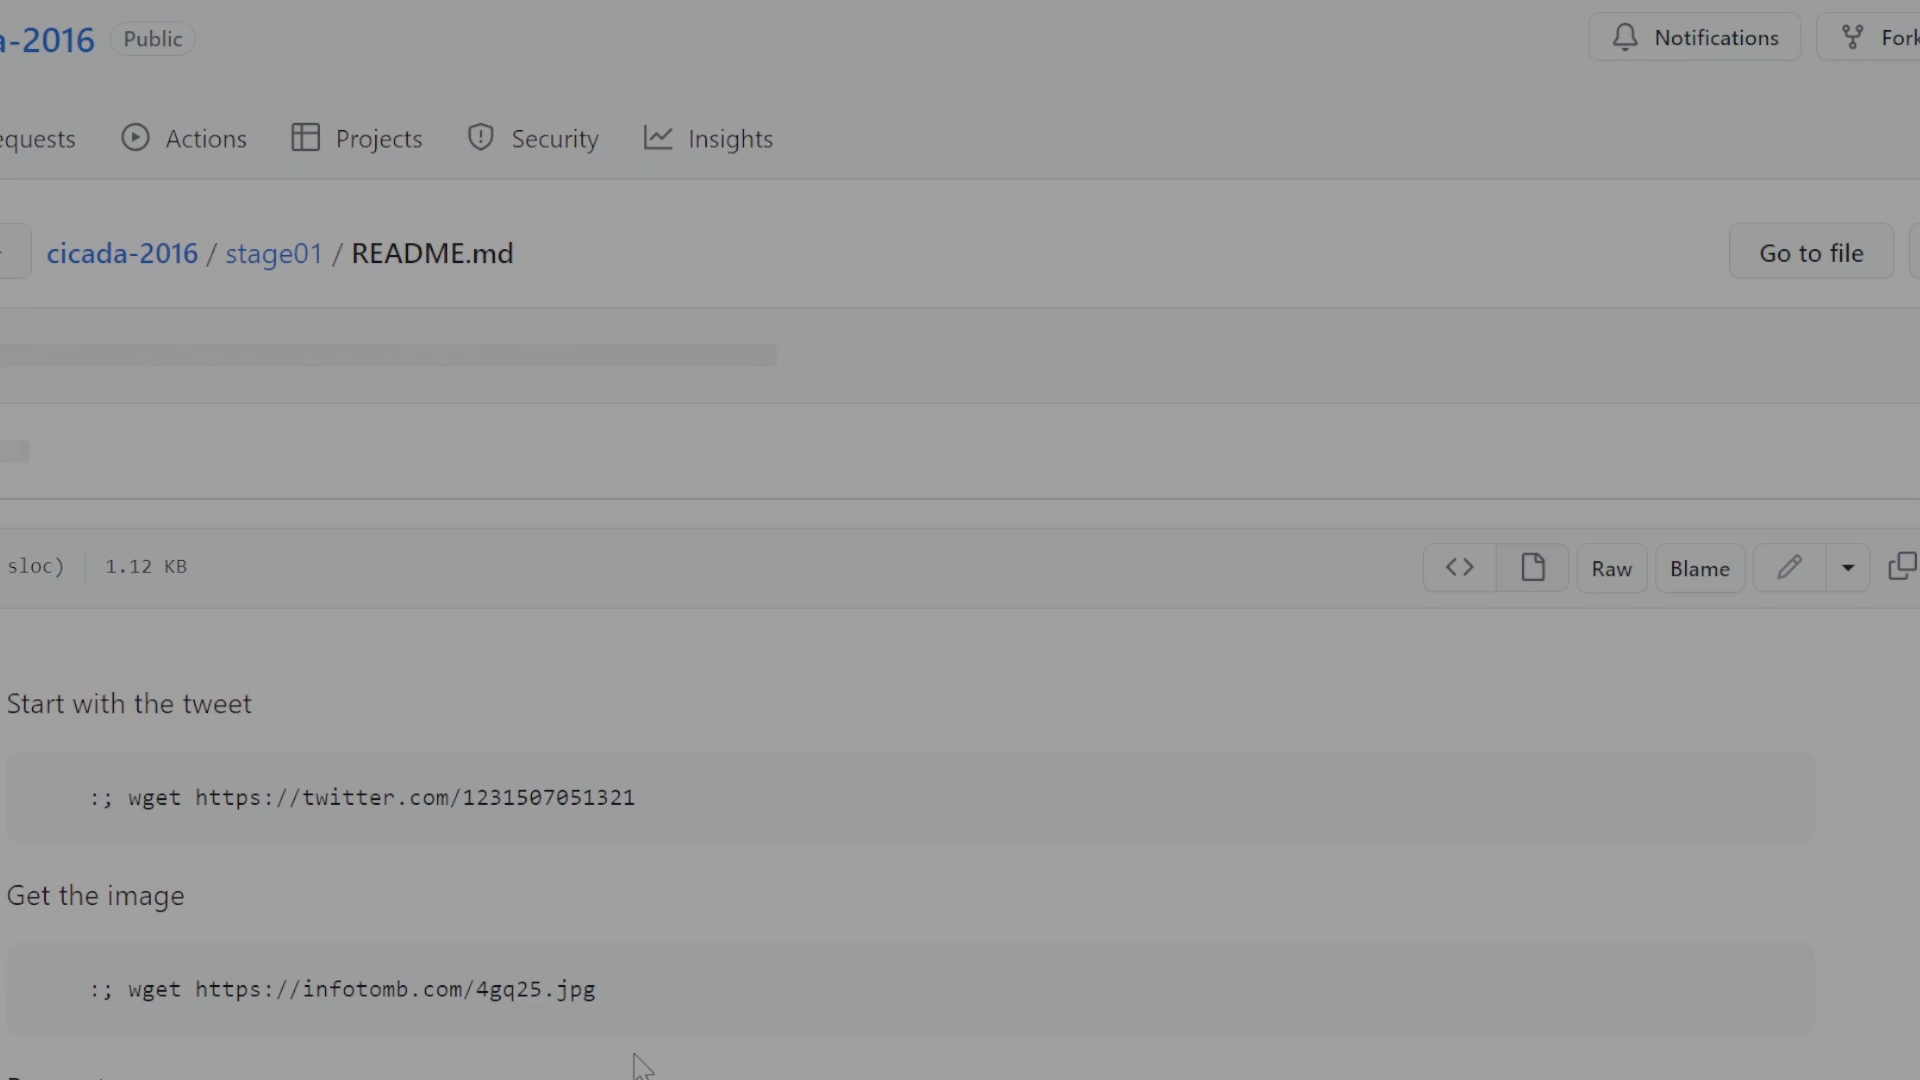 -2016 Public Notifications
Actions Projects Security Insights
cicada-2016 / stage01 / README.md Go to file
sloc) 1.12 KB Raw Blame
Start with the tweet
:; wget https://twitter.com/1231507051321
Get the image
:; wget https://infotomb.com/4gq25.jpg